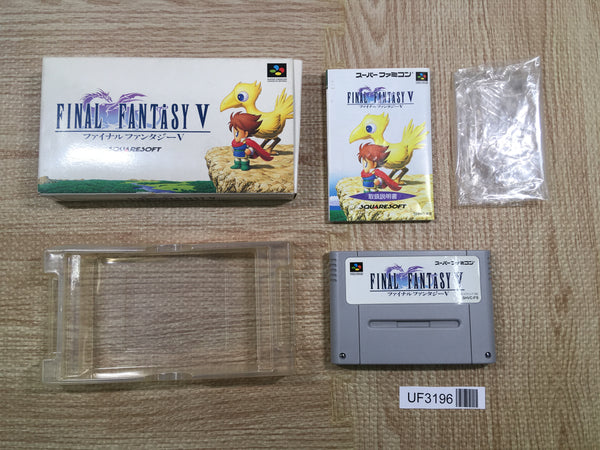 FINAL FANTASY V
ファイナルファンタジーV
SQUARESOFT
スーパーファミコン
FINAL FANTASY V
ファイナルファンタジーV
取扱説明書
SQUARESOFT
スーパーファミコン
FINAL FANTASY V
ファイナルファンタジーV
SHVC-F5
UF3196